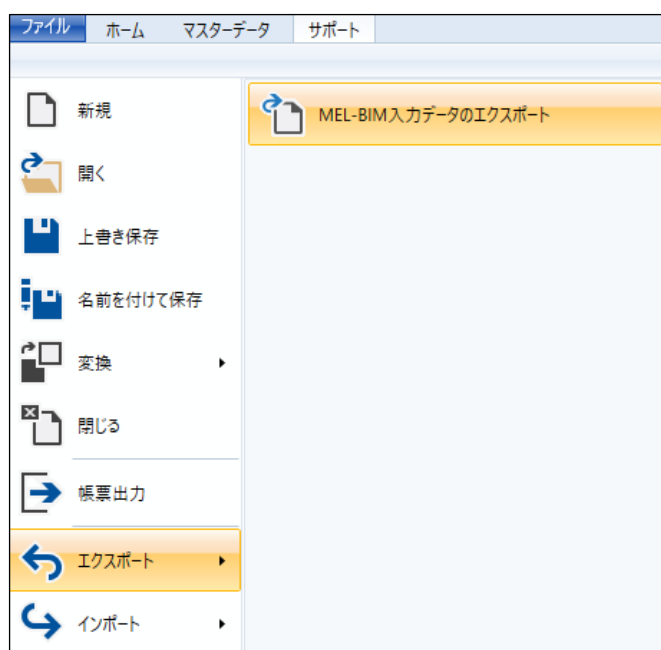 ファイル ホーム マスターデータ サポート
新規
MEL-BIM入力データのエクスポート
開く
上書き保存
名前を付けて保存
変換
閉じる
帳票出力
エクスポート
インポート